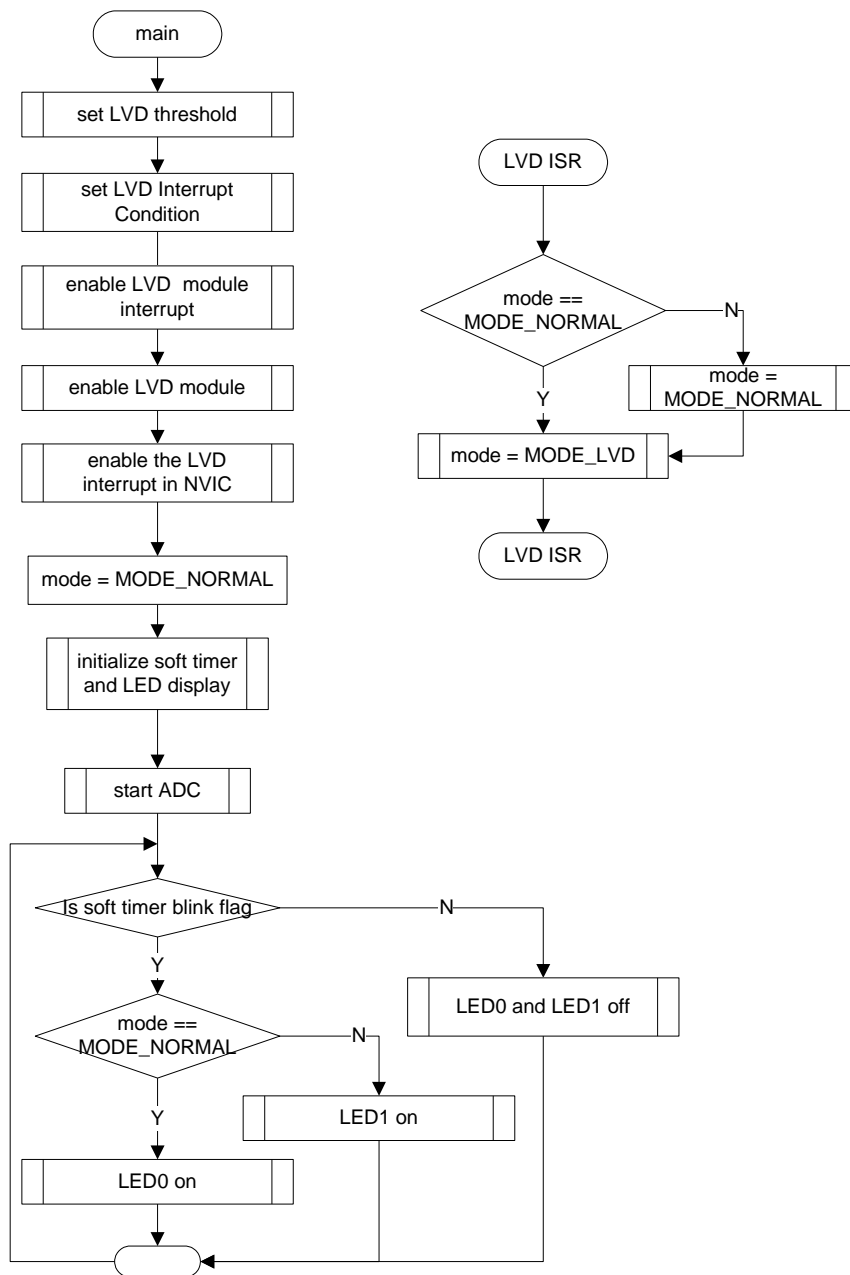 main
set LVD threshold
set LVD Interrupt
Condition
enable LVD module
interrupt
enable LVD module
enable the LVD
interrupt in NVIC
mode = MODE_NORMAL
initialize soft timer
and LED display
start ADC
Is soft timer blink flag
N
Y
LED0 and LED1 off
mode ==
MODE_NORMAL
N
Y
LED1 on
LED0 on
LVD ISR
mode ==
MODE_NORMAL
N
Y
mode =
MODE_NORMAL
mode = MODE_LVD
LVD ISR